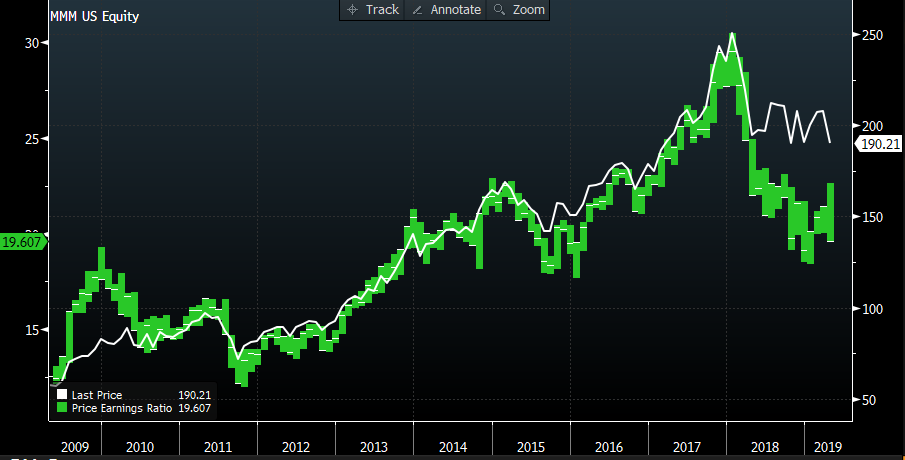 MMM US Equity
Track Annotate Zoom
30
25
20
15
19.607
250
200
190.21
150
100
50
Last Price 190.21
Price Earnings Ratio 19.607
2009 2010 2011 2012 2013 2014 2015 2016 2017 2018 2019